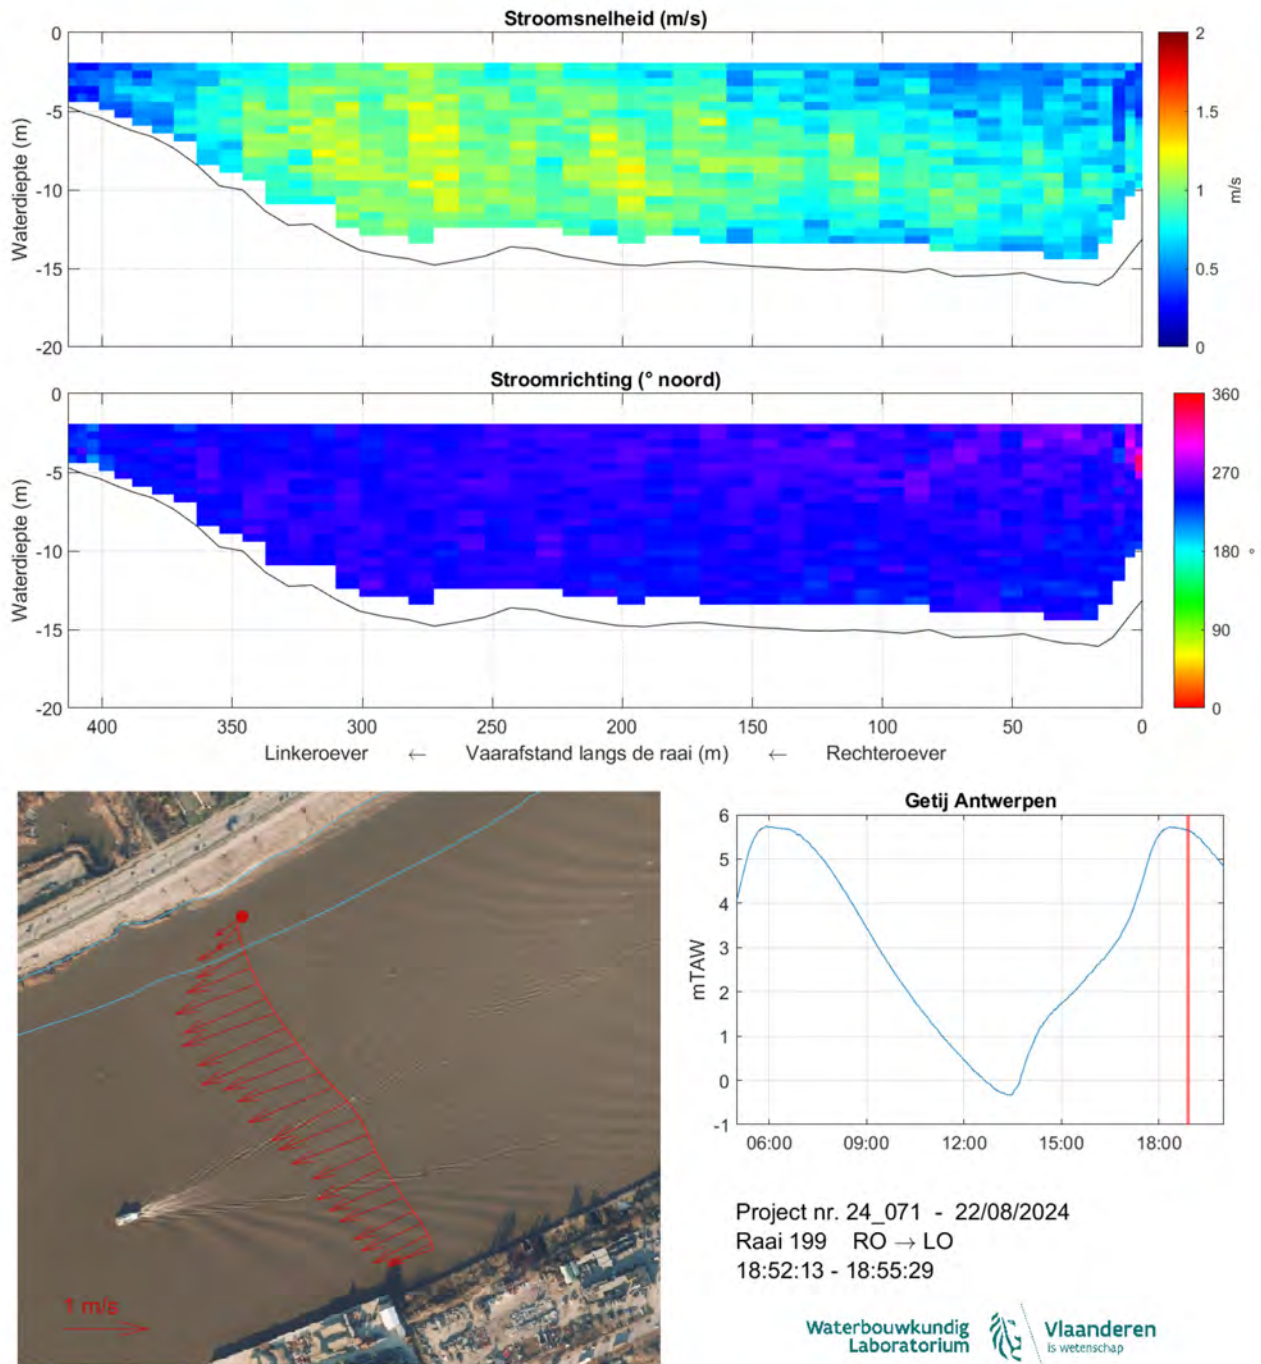 Stroomsnelheid (m/s)
0
-5
-10
-15
-20
Waterdiepte (m)
2
1.5
1
0.5
0
m/s
Stroomrichting (° noord)
0
-5
-10
-15
-20
Waterdiepte (m)
360
270
180
90
0
°
400 350 300 250 200 150 100 50 0
Linkeroever ← Vaarafstand langs de raai (m) ← Rechteroever
1 m/s
Getij Antwerpen
6
5
4
3
2
1
0
-1
mTAW
06:00 09:00 12:00 15:00 18:00
Project nr. 24_071 - 22/08/2024
Raai 199 RO → LO
18:52:13 - 18:55:29
Waterbouwkundig
Laboratorium
Vlaanderen
is wetenschap